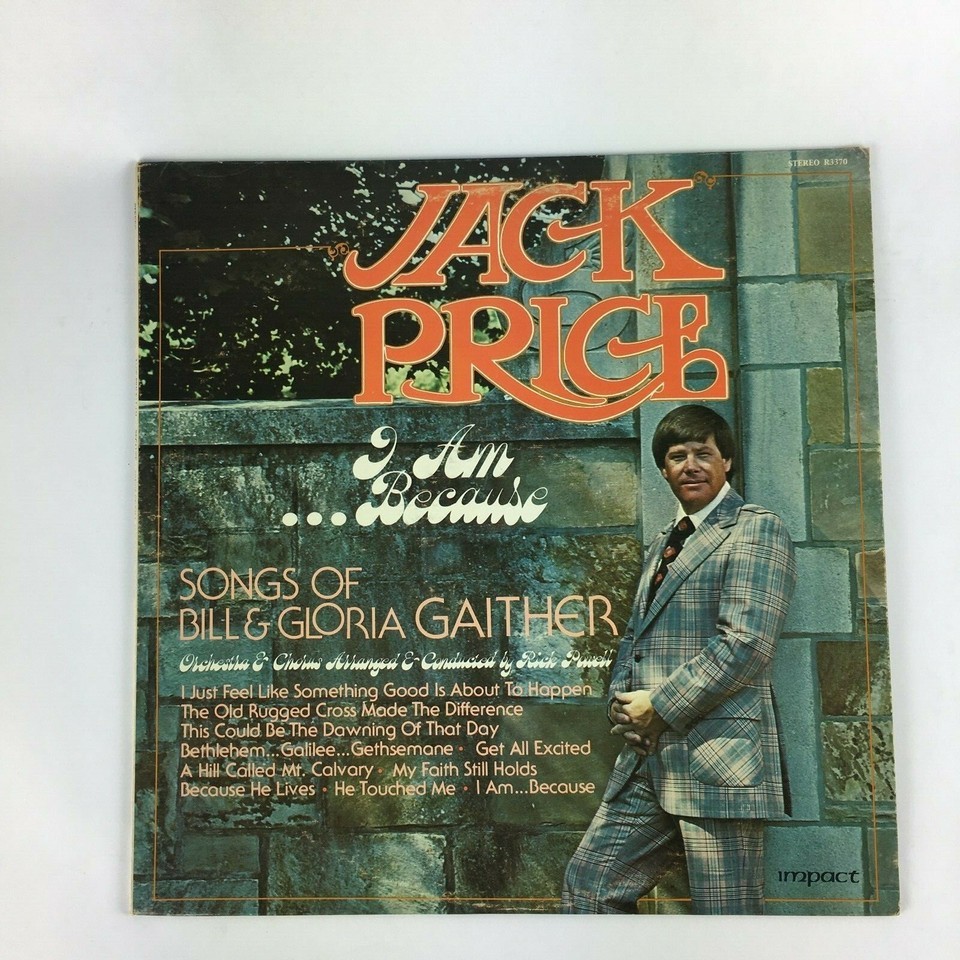 STEREO R3370
JACK
PRICE
I Am
...Because
SONGS OF
BILL & GLORIA GAITHER
Orchestra & Chorus Arranged & Conducted by Rick Powell
I Just Feel Like Something Good Is About To Happen
The Old Rugged Cross Made The Difference
This Could Be The Dawning Of That Day
Bethlehem...Galilee...Gethsemane • Get All Excited
A Hill Called Mt. Calvary • My Faith Still Holds
Because He Lives • He Touched Me • I Am...Because
impact